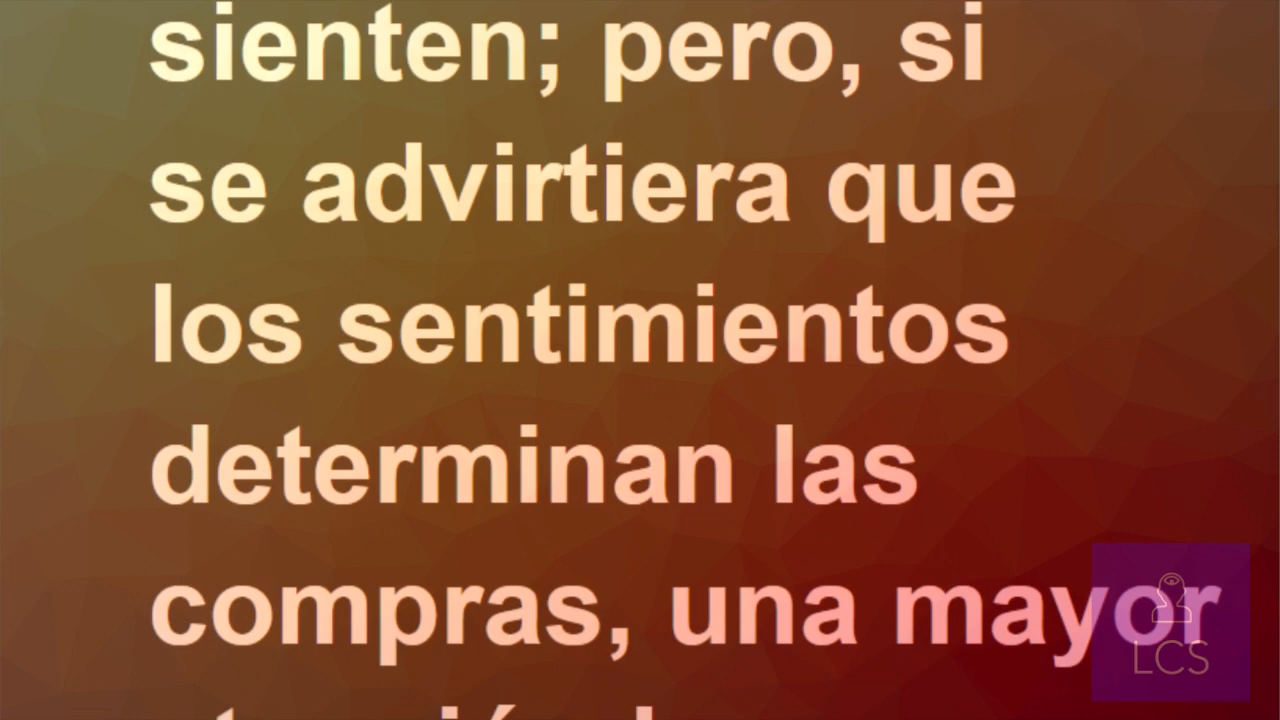 sienten; pero, si
se advirtiera que
los sentimientos
determinan las
compras, una mayor
LCS